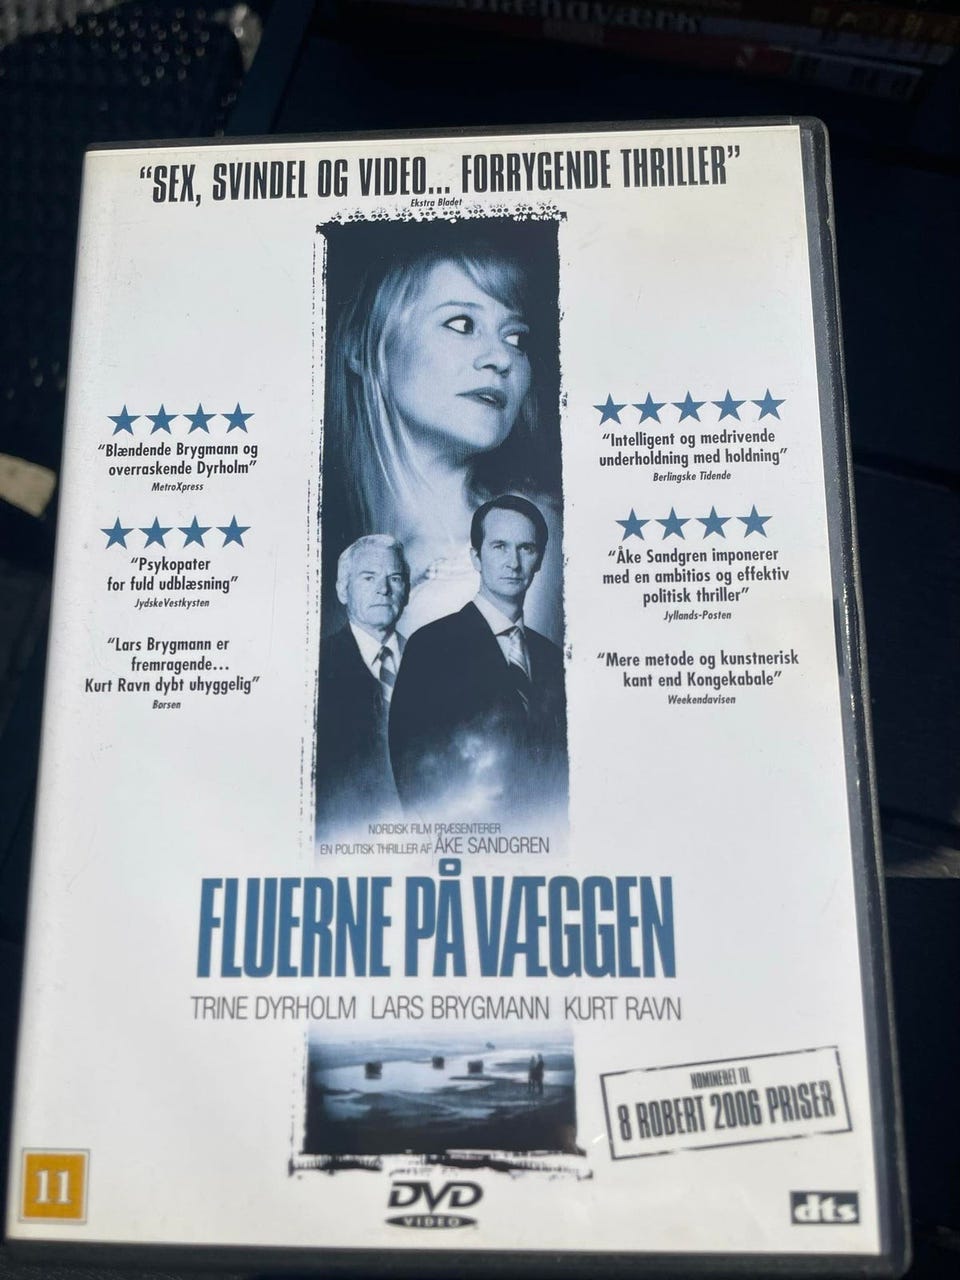 “SEX, SVINDEL OG VIDEO... FORRYGENDE THRILLER”
Ekstra Bladet
“Blændende Brygmann og
overraskende Dyrholm”
MetroXpress
“Psykopater
for fuld udblæsning”
JydskeVestkysten
“Lars Brygmann er
fremragende...
Kurt Ravn dybt uhyggelig”
Børsen
“Intelligent og medrivende
underholdning med holdning”
Berlingske Tidende
“Åke Sandgren imponerer
med en ambitiøs og effektiv
politisk thriller”
Jyllands-Posten
“Mere metode og kunstnerisk
kant end Kongekabale”
Weekendavisen
NORDISK FILM PRÆSENTERER
EN POLITISK THRILLER AF ÅKE SANDGREN
FLUERNE PÅ VÆGGEN
TRINE DYRHOLM LARS BRYGMANN KURT RAVN
NOMINERET TIL
8 ROBERT 2006 PRISER
11
DVD
VIDEO
dts